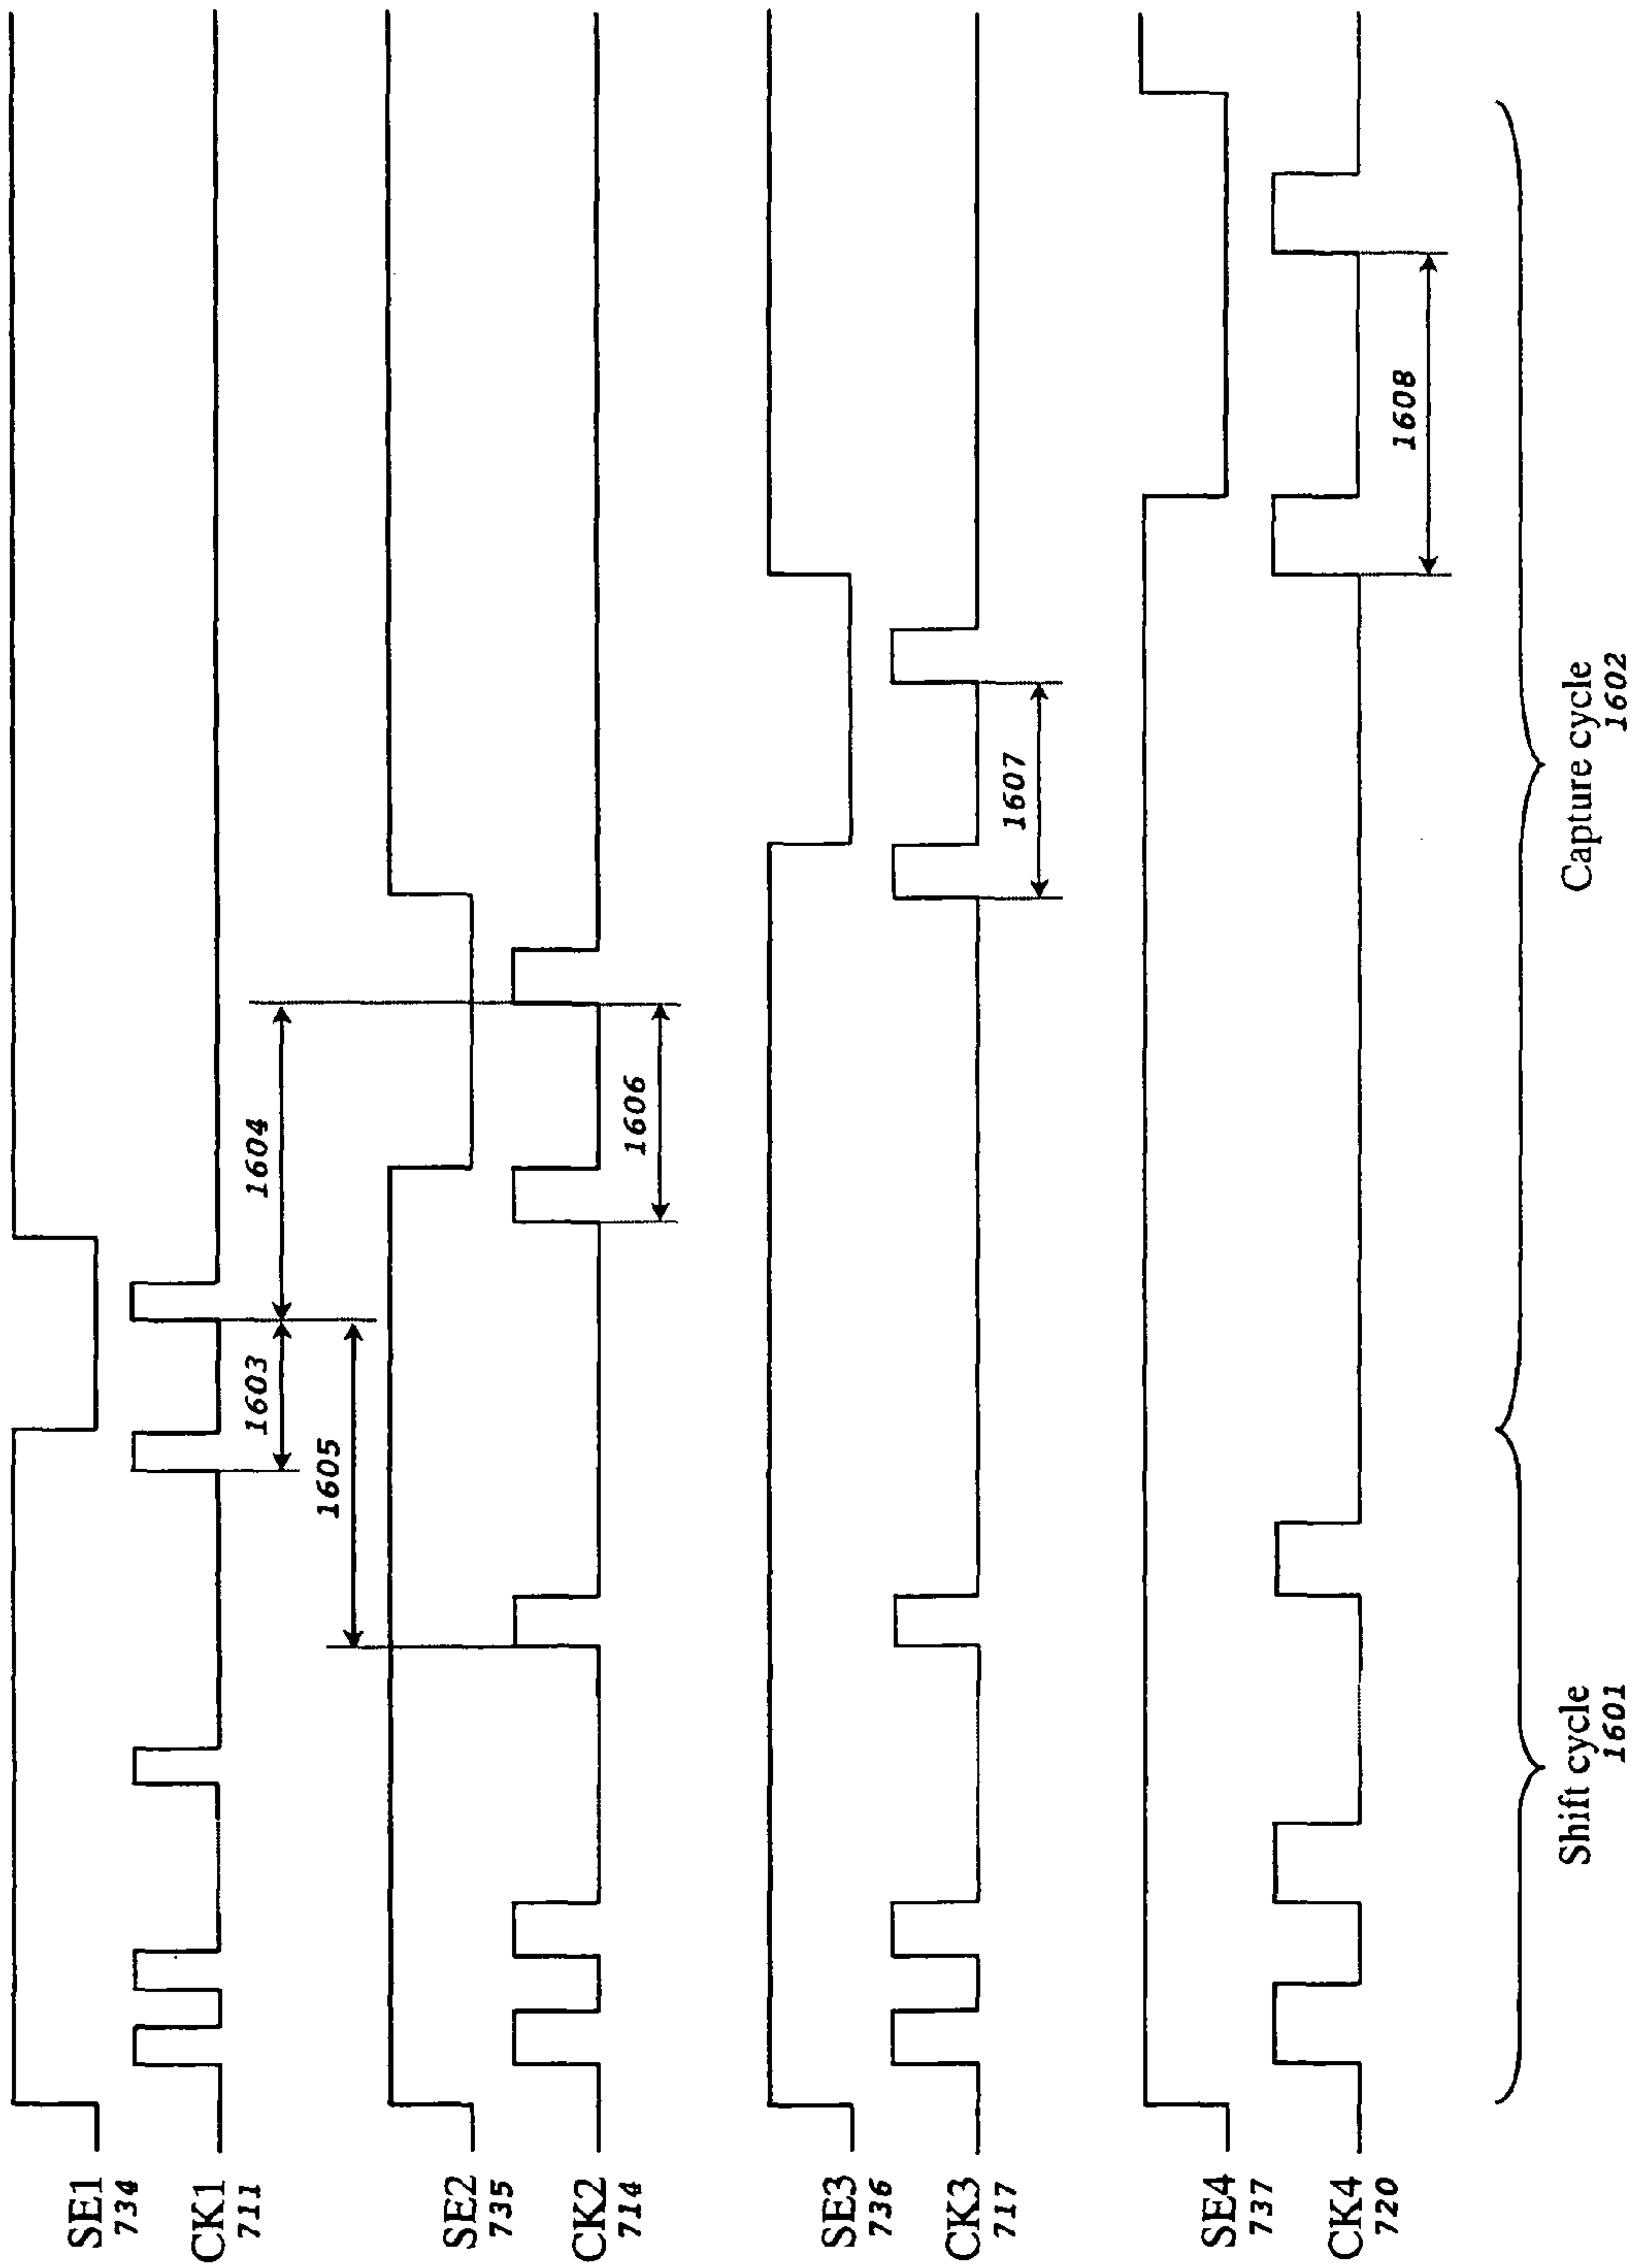 SE1
734
CK1
711
1603
1604
1605
SE2
735
CK2
714
1606
SE3
736
CK3
717
1607
SE4
737
CK4
720
1608
Shift cycle
1601
Capture cycle
1602